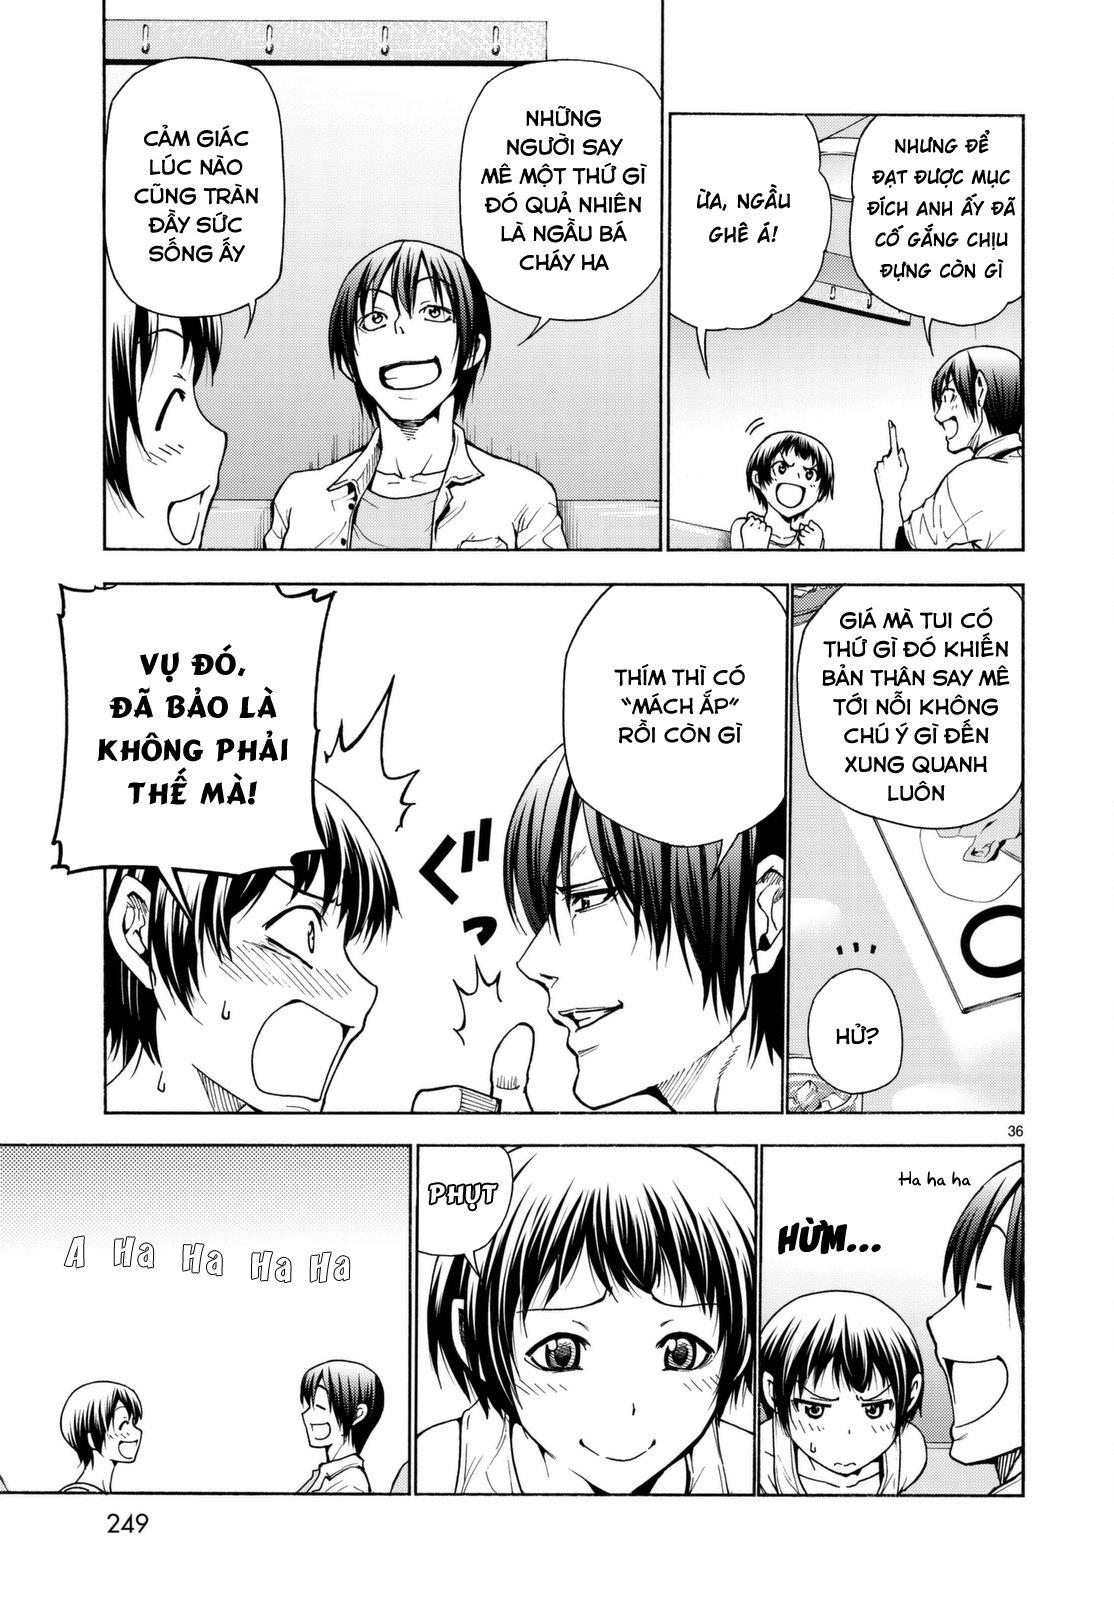 NHƯNG ĐỂ
ĐẠT ĐƯỢC MỤC
ĐÍCH ANH ẤY ĐÃ
CỐ GẮNG CHỊU
ĐỰNG CÒN GÌ
ỪA, NGẦU
GHÊ Á!
NHỮNG
NGƯỜI SAY
MÊ MỘT THỨ GÌ
ĐÓ QUẢ NHIÊN
LÀ NGẦU BÁ
CHÁY HA
CẢM GIÁC
LÚC NÀO
CŨNG TRÀN
ĐẦY SỨC
SỐNG ẤY
GIÁ MÀ TUI CÓ
THỨ GÌ ĐÓ KHIẾN
BẢN THÂN SAY MÊ
TỚI NỖI KHÔNG
CHÚ Ý GÌ ĐẾN
XUNG QUANH
LUÔN
HỬ?
THÍM THÌ CÓ
“MÁCH ẮP”
RỒI CÒN GÌ
VỤ ĐÓ,
ĐÃ BẢO LÀ
KHÔNG PHẢI
THẾ MÀ!
ぐいっ
36
Ha ha ha
HỪM...
PHỤT
A Ha Ha Ha Ha
249